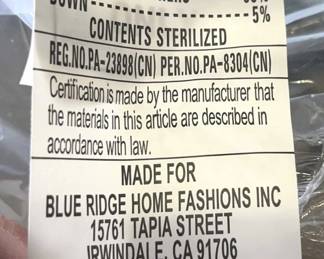 DOWN------------------5%
CONTENTS STERILIZED
REG.NO.PA-23898(CN) PER.NO.PA-8304(CN)
Certification is made by the manufacturer that
the materials in this article are described in
accordance with law.
MADE FOR
BLUE RIDGE HOME FASHIONS INC
15761 TAPIA STREET
IRWINDALE, CA 91706